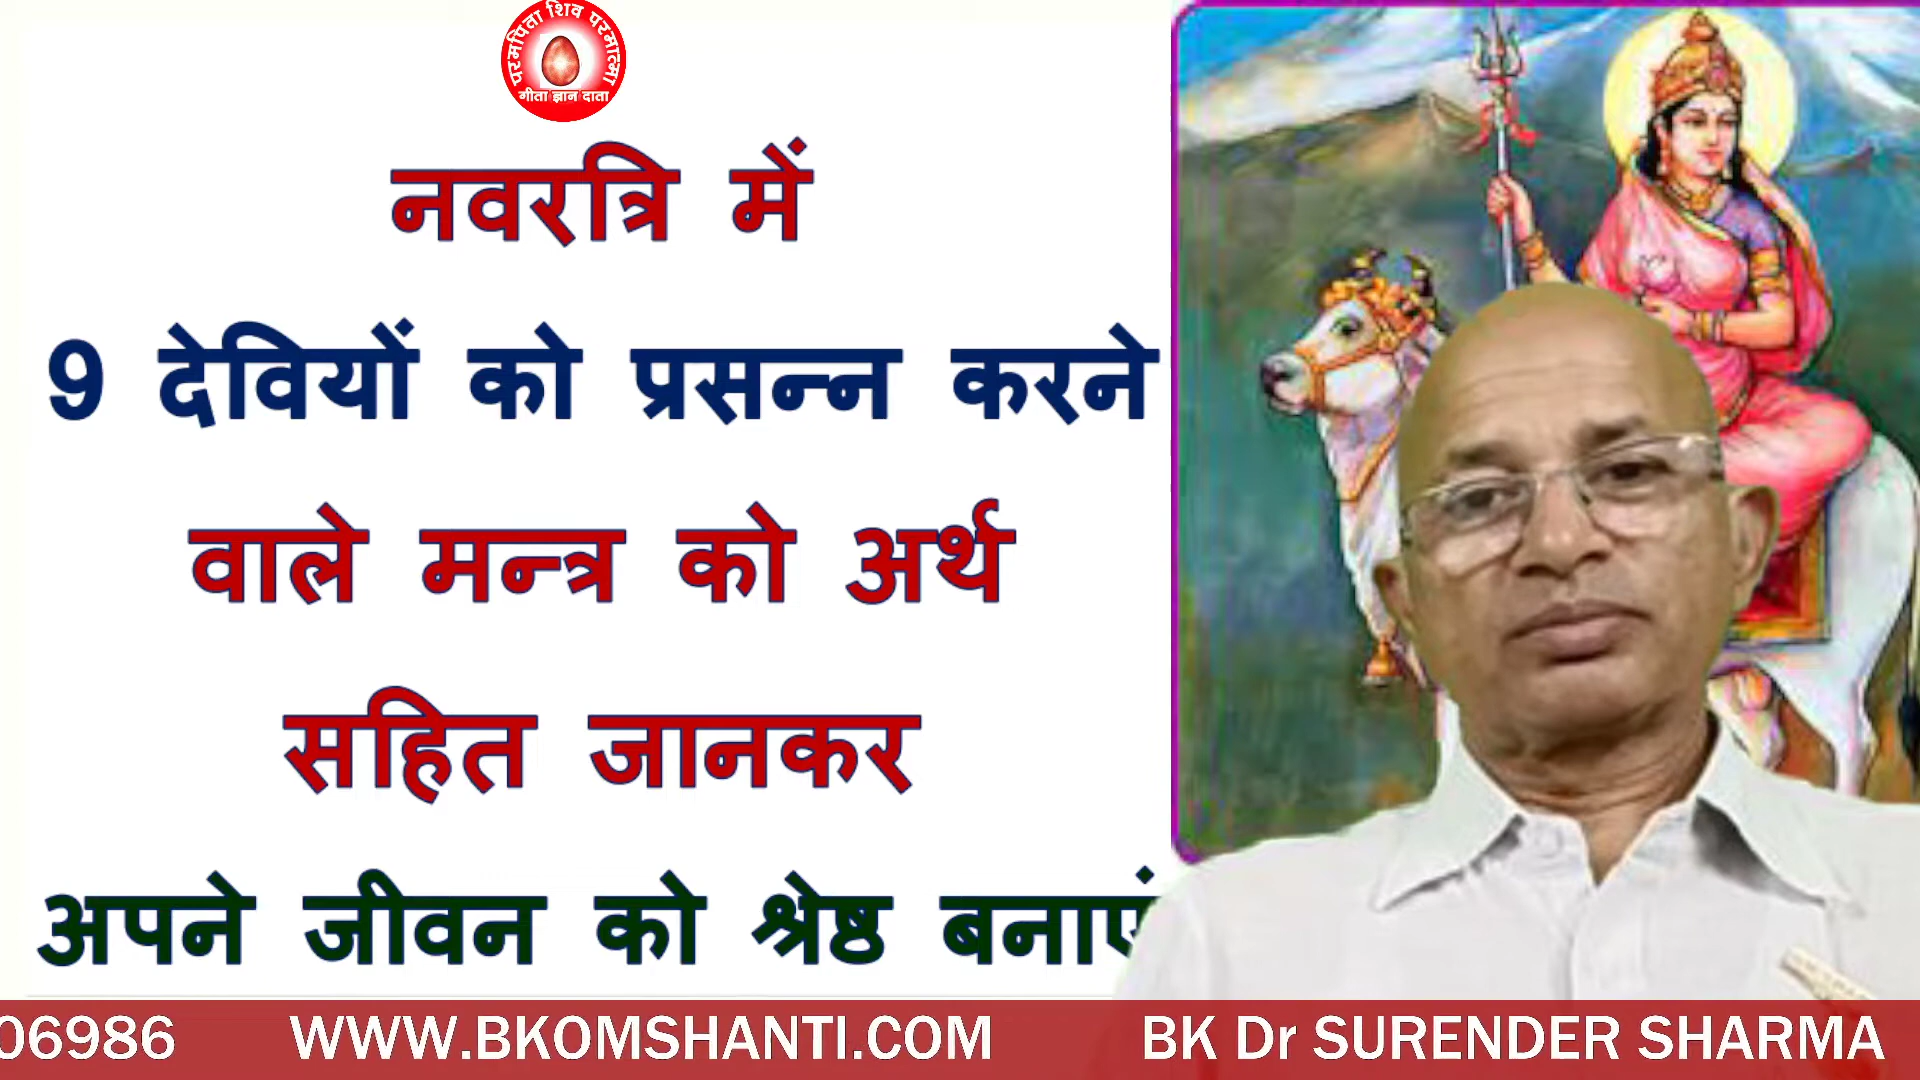 परमपिता शिव परमात्मा
गीता ज्ञान दाता
नवरत्रि में
9 देवियों को प्रसन्न करने
वाले मन्त्र को अर्थ
सहित जानकर
अपने जीवन को श्रेष्ठ बनाएं
06986 WWW.BKOMSHANTI.COM BK Dr SURENDER SHARMA